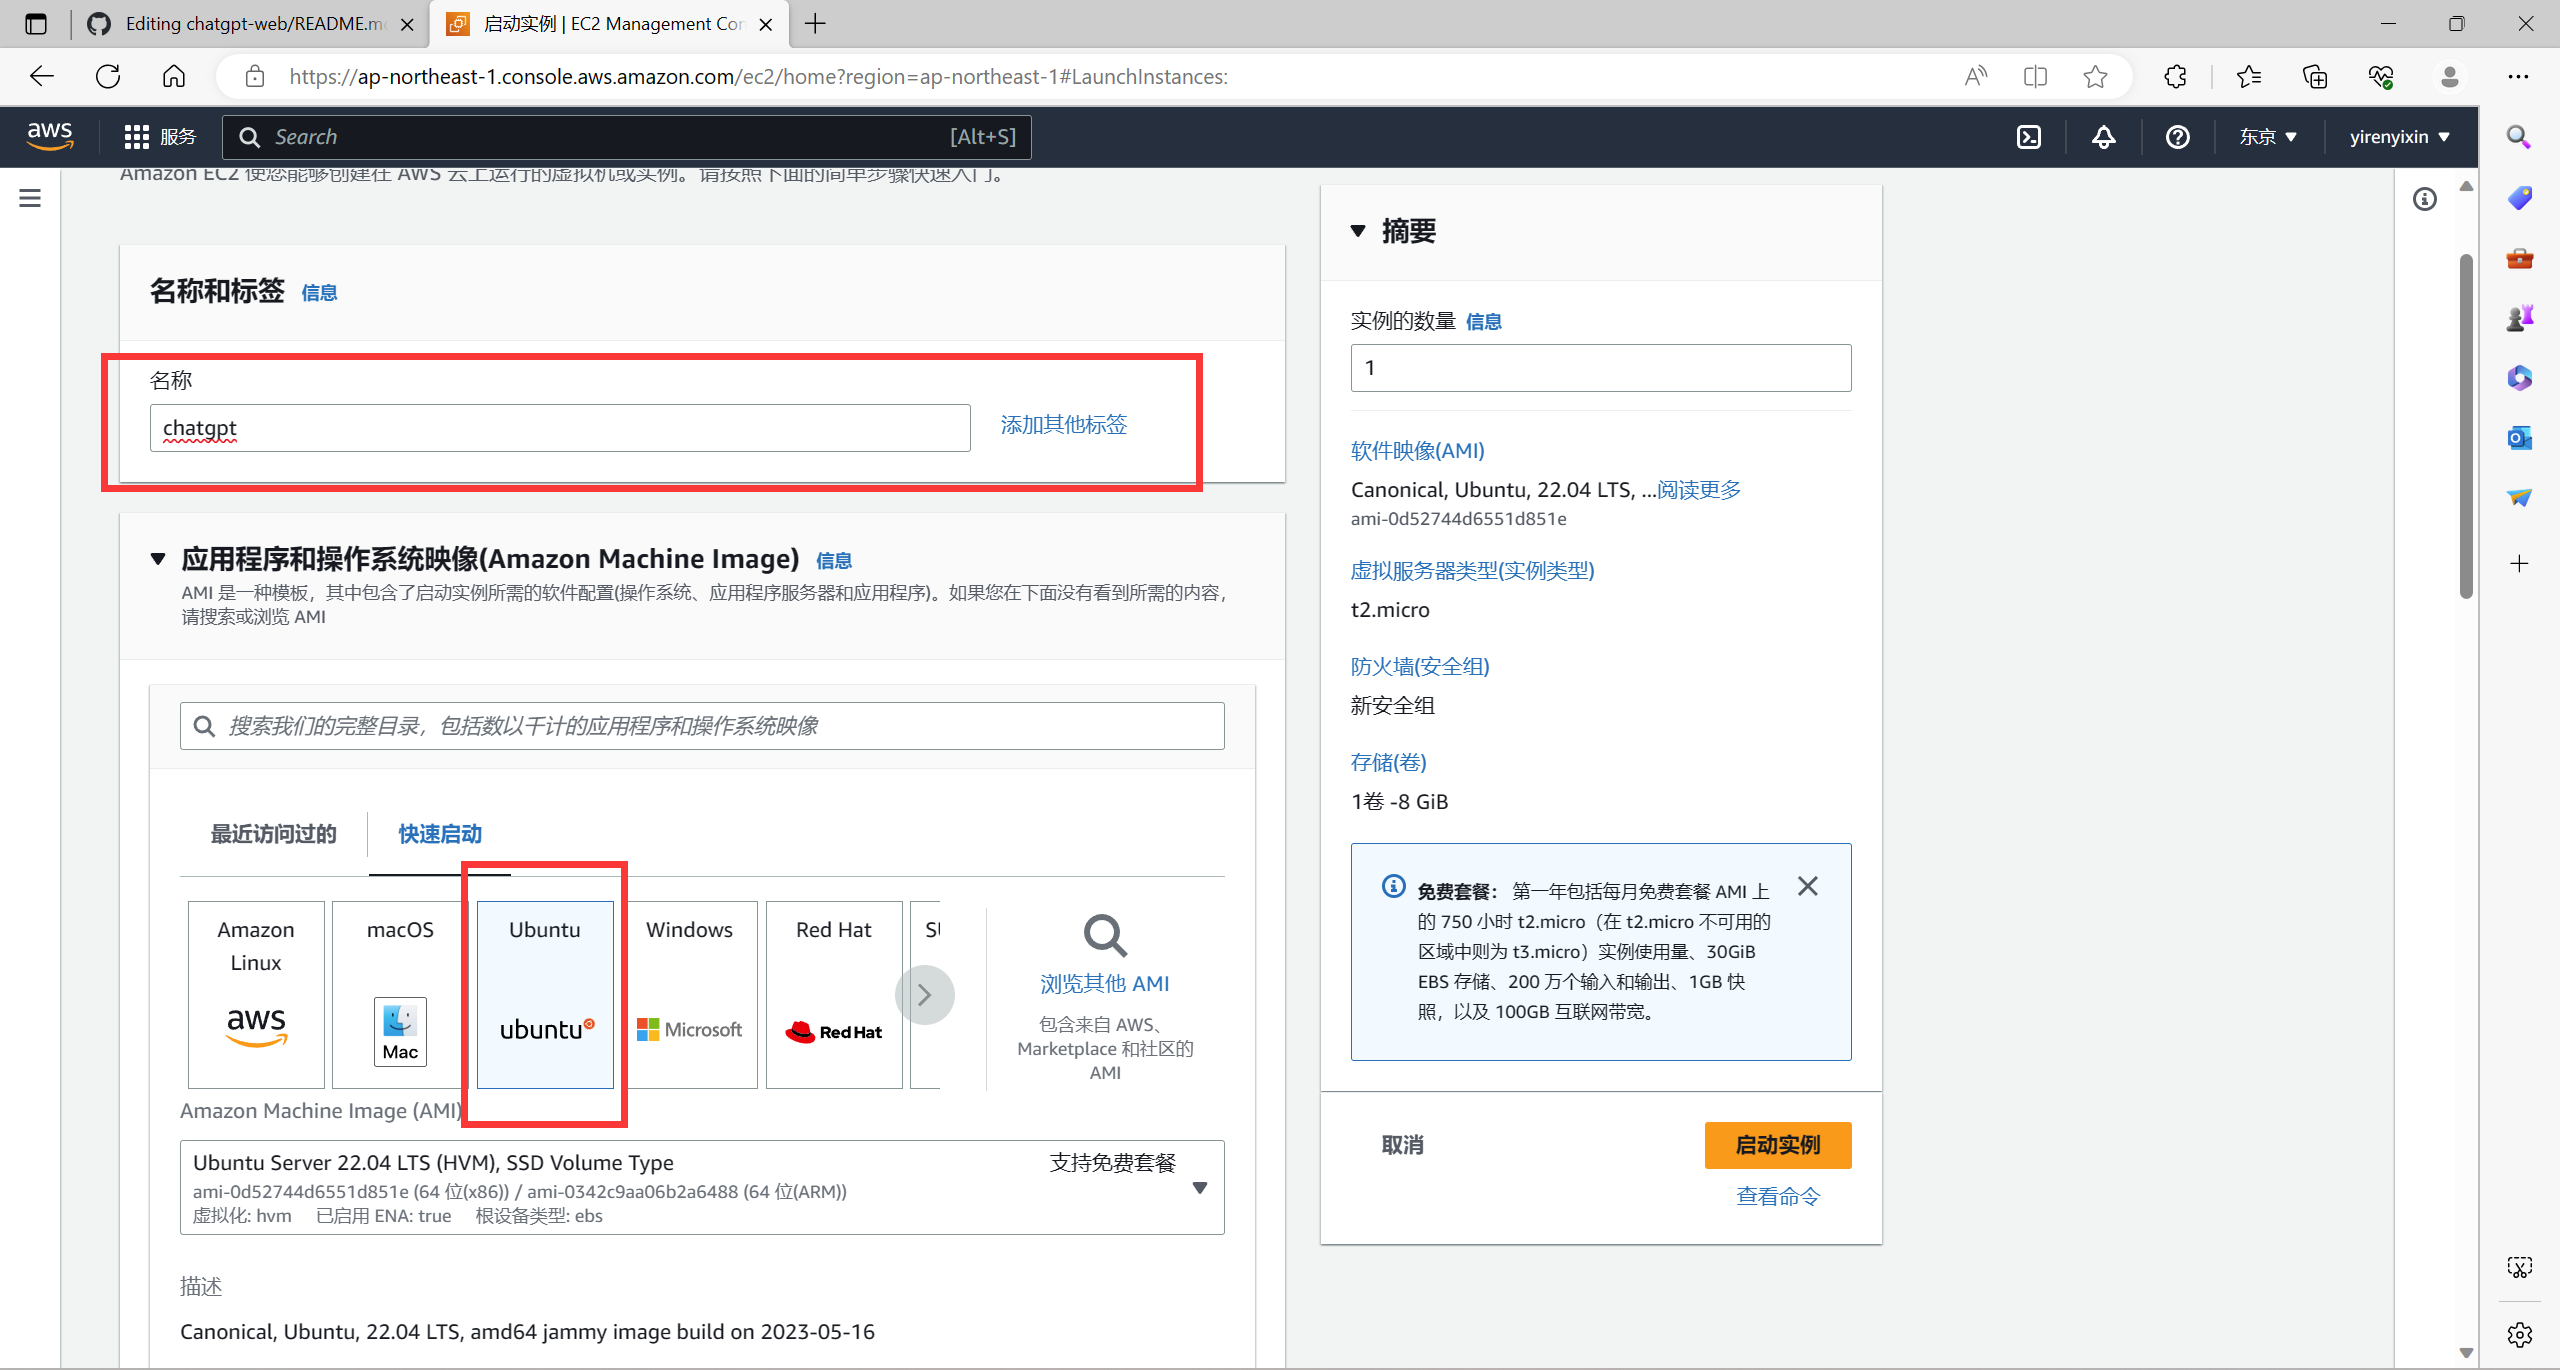 Editing chatgpt-web/README.m
启动实例 | EC2 Management Con
https://ap-northeast-1.console.aws.amazon.com/ec2/home?region=ap-northeast-1#LaunchInstances:
aws
服务
Search
[Alt+S]
东京
yirenyixin
Amazon EC2 使您能够创建在 AWS 云上运行的虚拟机或实例。请按照下面的简单步骤快速入门。
名称和标签 信息
名称
chatgpt
添加其他标签
应用程序和操作系统映像(Amazon Machine Image) 信息
AMI 是一种模板，其中包含了启动实例所需的软件配置(操作系统、应用程序服务器和应用程序)。如果您在下面没有看到所需的内容，
请搜索或浏览 AMI
搜索我们的完整目录，包括数以千计的应用程序和操作系统映像
最近访问过的
快速启动
Amazon
Linux
aws
macOS
Mac
Ubuntu
ubuntu
Windows
Microsoft
Red Hat
Red Hat
浏览其他 AMI
包含来自 AWS、
Marketplace 和社区的
AMI
Amazon Machine Image (AMI)
Ubuntu Server 22.04 LTS (HVM), SSD Volume Type
支持免费套餐
ami-0d52744d6551d851e (64 位(x86)) / ami-0342c9aa06b2a6488 (64 位(ARM))
虚拟化: hvm 已启用 ENA: true 根设备类型: ebs
描述
Canonical, Ubuntu, 22.04 LTS, amd64 jammy image build on 2023-05-16
摘要
实例的数量 信息
1
软件映像(AMI)
Canonical, Ubuntu, 22.04 LTS, ...阅读更多
ami-0d52744d6551d851e
虚拟服务器类型(实例类型)
t2.micro
防火墙(安全组)
新安全组
存储(卷)
1卷 -8 GiB
免费套餐： 第一年包括每月免费套餐 AMI 上
的 750 小时 t2.micro（在 t2.micro 不可用的
区域中则为 t3.micro）实例使用量、30GiB
EBS 存储、200 万个输入和输出、1GB 快
照，以及 100GB 互联网带宽。
取消
启动实例
查看命令